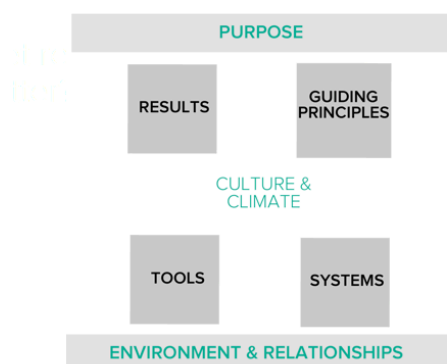 PURPOSE
RESULTS
GUIDING
PRINCIPLES
CULTURE &
CLIMATE
TOOLS
SYSTEMS
ENVIRONMENT & RELATIONSHIPS